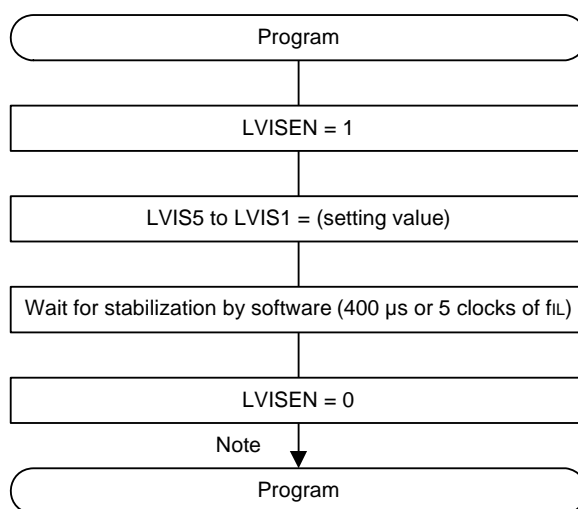 Program
LVISEN = 1
LVIS5 to LVIS1 = (setting value)
Wait for stabilization by software (400 µs or 5 clocks of fIL)
LVISEN = 0
Note
Program